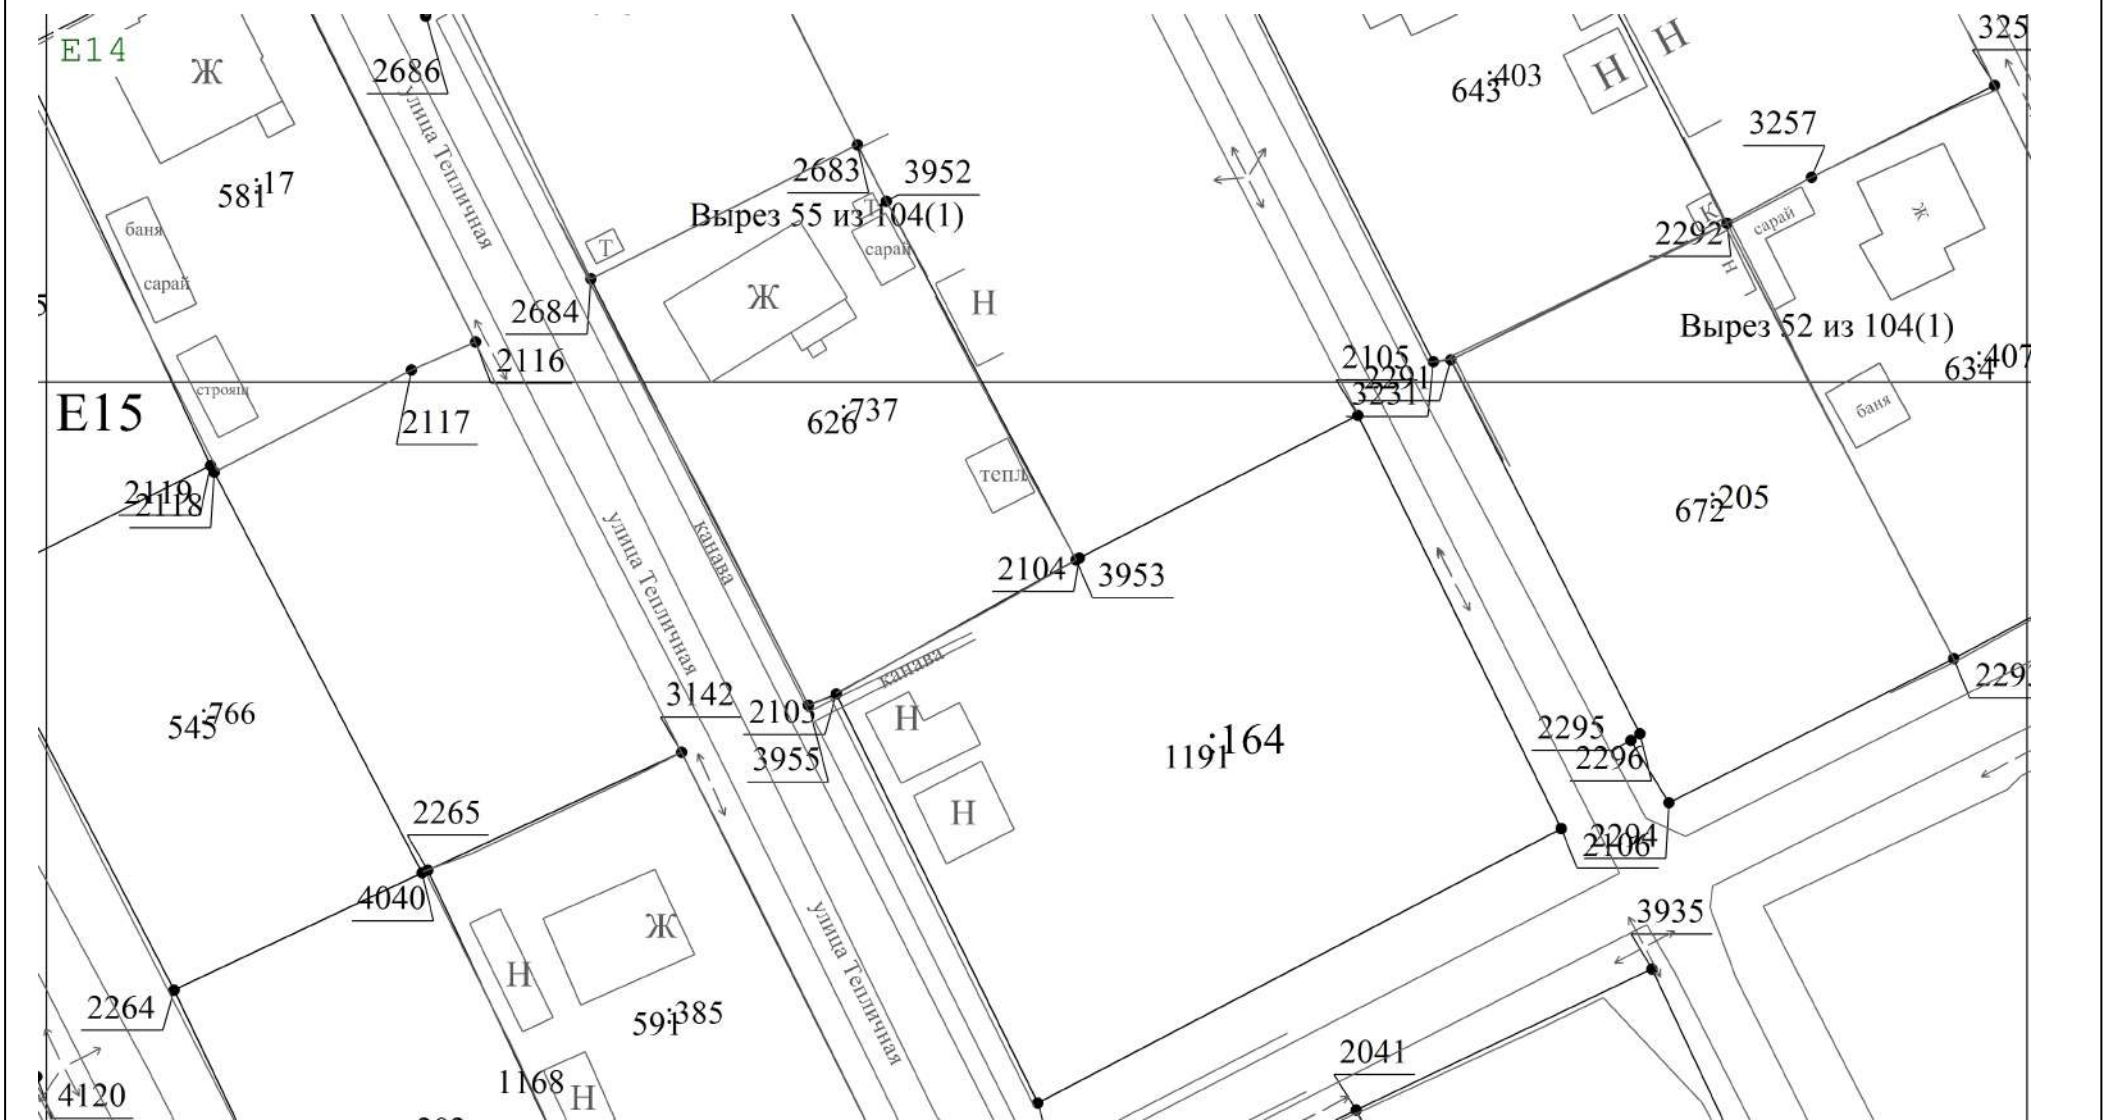 E14
Ж
2686
улица Тепличная
581
:17
баня
сарай
строящ
2683
3952
Вырез 55 из 104(1)
Т
Т
сарай
Ж
Н
2684
2116
2117
E15
2119
2118
626
:737
тепл
канава
улица Тепличная
2104
3953
643
:403
Н
Н
325
3257
К
сарай
2292
Н
Ж
Вырез 52 из 104(1)
2105
2291
3231
634
:407
баня
672
:205
545
:766
3142
2103
3955
канава
Н
Н
1191
:164
2295
2296
2294
2106
229
2265
4040
Ж
Н
591
:385
улица Тепличная
3935
2264
4120
1168
Н
2041